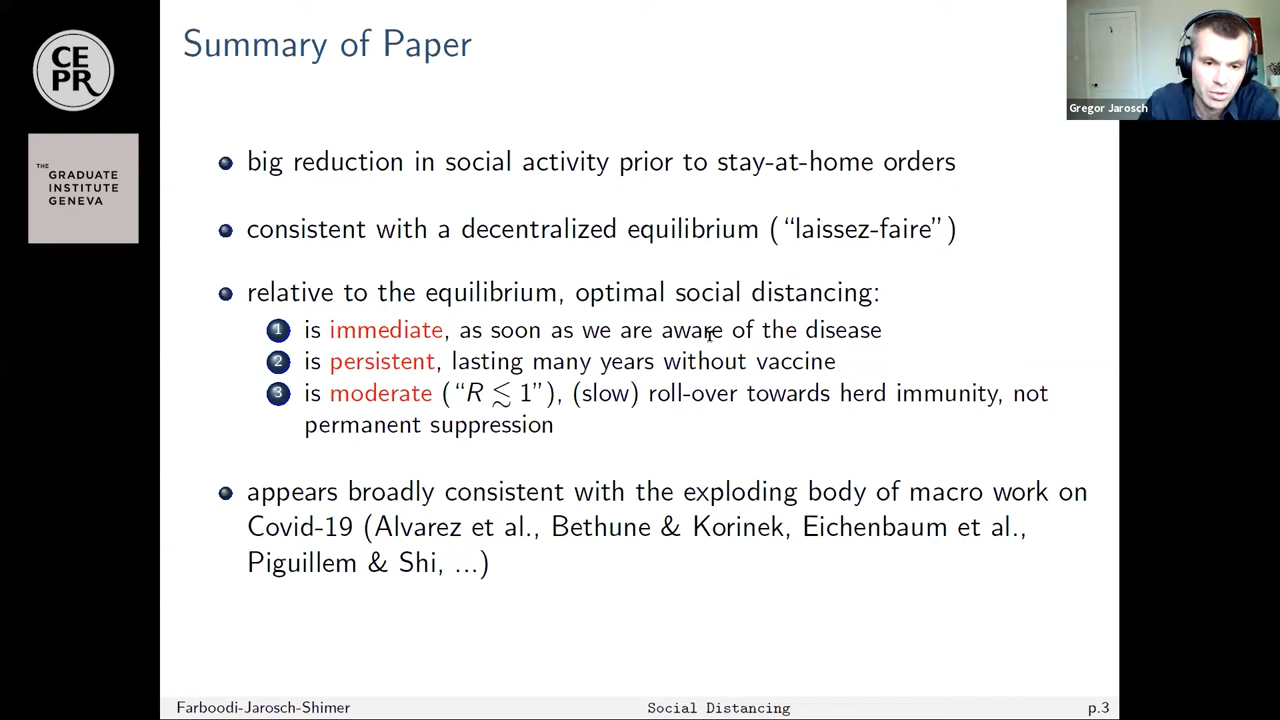 Summary of Paper
CE
PR
THE
GRADUATE
INSTITUTE
GENEVA
Gregor Jarosch
big reduction in social activity prior to stay-at-home orders
consistent with a decentralized equilibrium (“laissez-faire”)
relative to the equilibrium, optimal social distancing:
1 is immediate, as soon as we are aware of the disease
2 is persistent, lasting many years without vaccine
3 is moderate (“R ≲ 1”), (slow) roll-over towards herd immunity, not
permanent suppression
appears broadly consistent with the exploding body of macro work on
Covid-19 (Alvarez et al., Bethune & Korinek, Eichenbaum et al.,
Piguillem & Shi, ...)
Farboodi-Jarosch-Shimer
Social Distancing
p.3